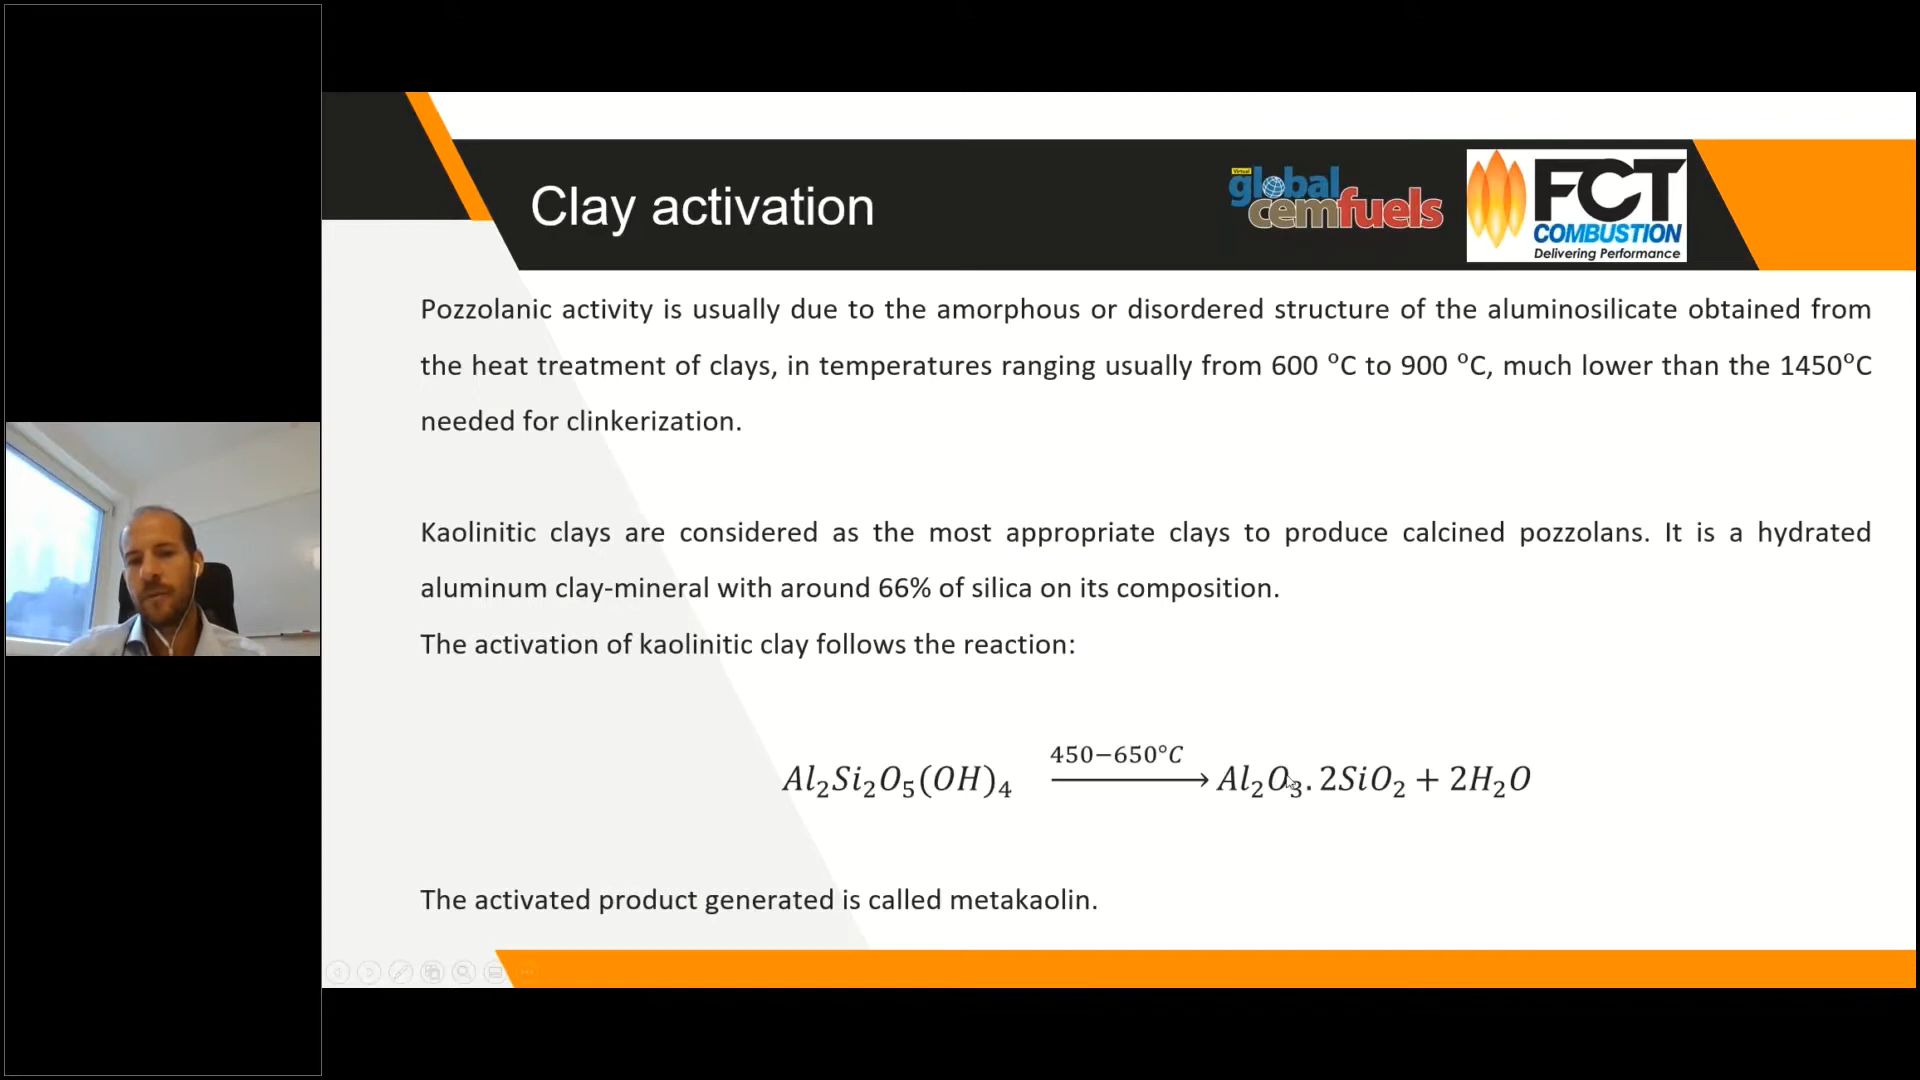 Clay activation
Virtual
global
cemfuels
FCT
COMBUSTION
Delivering Performance
Pozzolanic activity is usually due to the amorphous or disordered structure of the aluminosilicate obtained from
the heat treatment of clays, in temperatures ranging usually from 600 ºC to 900 ºC, much lower than the 1450ºC
needed for clinkerization.
Kaolinitic clays are considered as the most appropriate clays to produce calcined pozzolans. It is a hydrated
aluminum clay-mineral with around 66% of silica on its composition.
The activation of kaolinitic clay follows the reaction:
450−650°C
Al₂Si₂O₅(OH)₄ ⟶ Al₂O₃.2SiO₂ + 2H₂O
The activated product generated is called metakaolin.